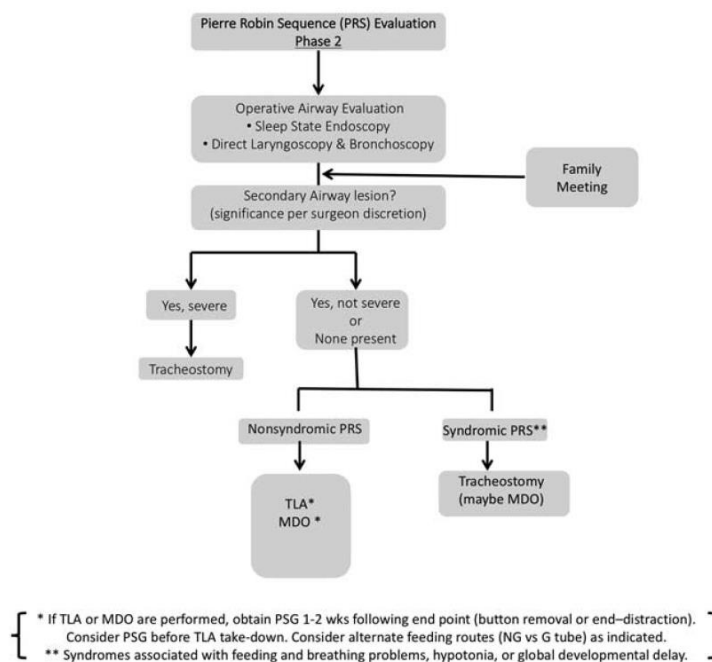 Pierre Robin Sequence (PRS) Evaluation
Phase 2
Operative Airway Evaluation
• Sleep State Endoscopy
• Direct Laryngoscopy & Bronchoscopy
Family
Meeting
Secondary Airway lesion?
(significance per surgeon discretion)
Yes, severe
Yes, not severe
or
None present
Tracheostomy
Nonsyndromic PRS
Syndromic PRS**
TLA*
MDO *
Tracheostomy
(maybe MDO)
* If TLA or MDO are performed, obtain PSG 1-2 wks following end point (button removal or end–distraction).
Consider PSG before TLA take-down. Consider alternate feeding routes (NG vs G tube) as indicated.
** Syndromes associated with feeding and breathing problems, hypotonia, or global developmental delay.